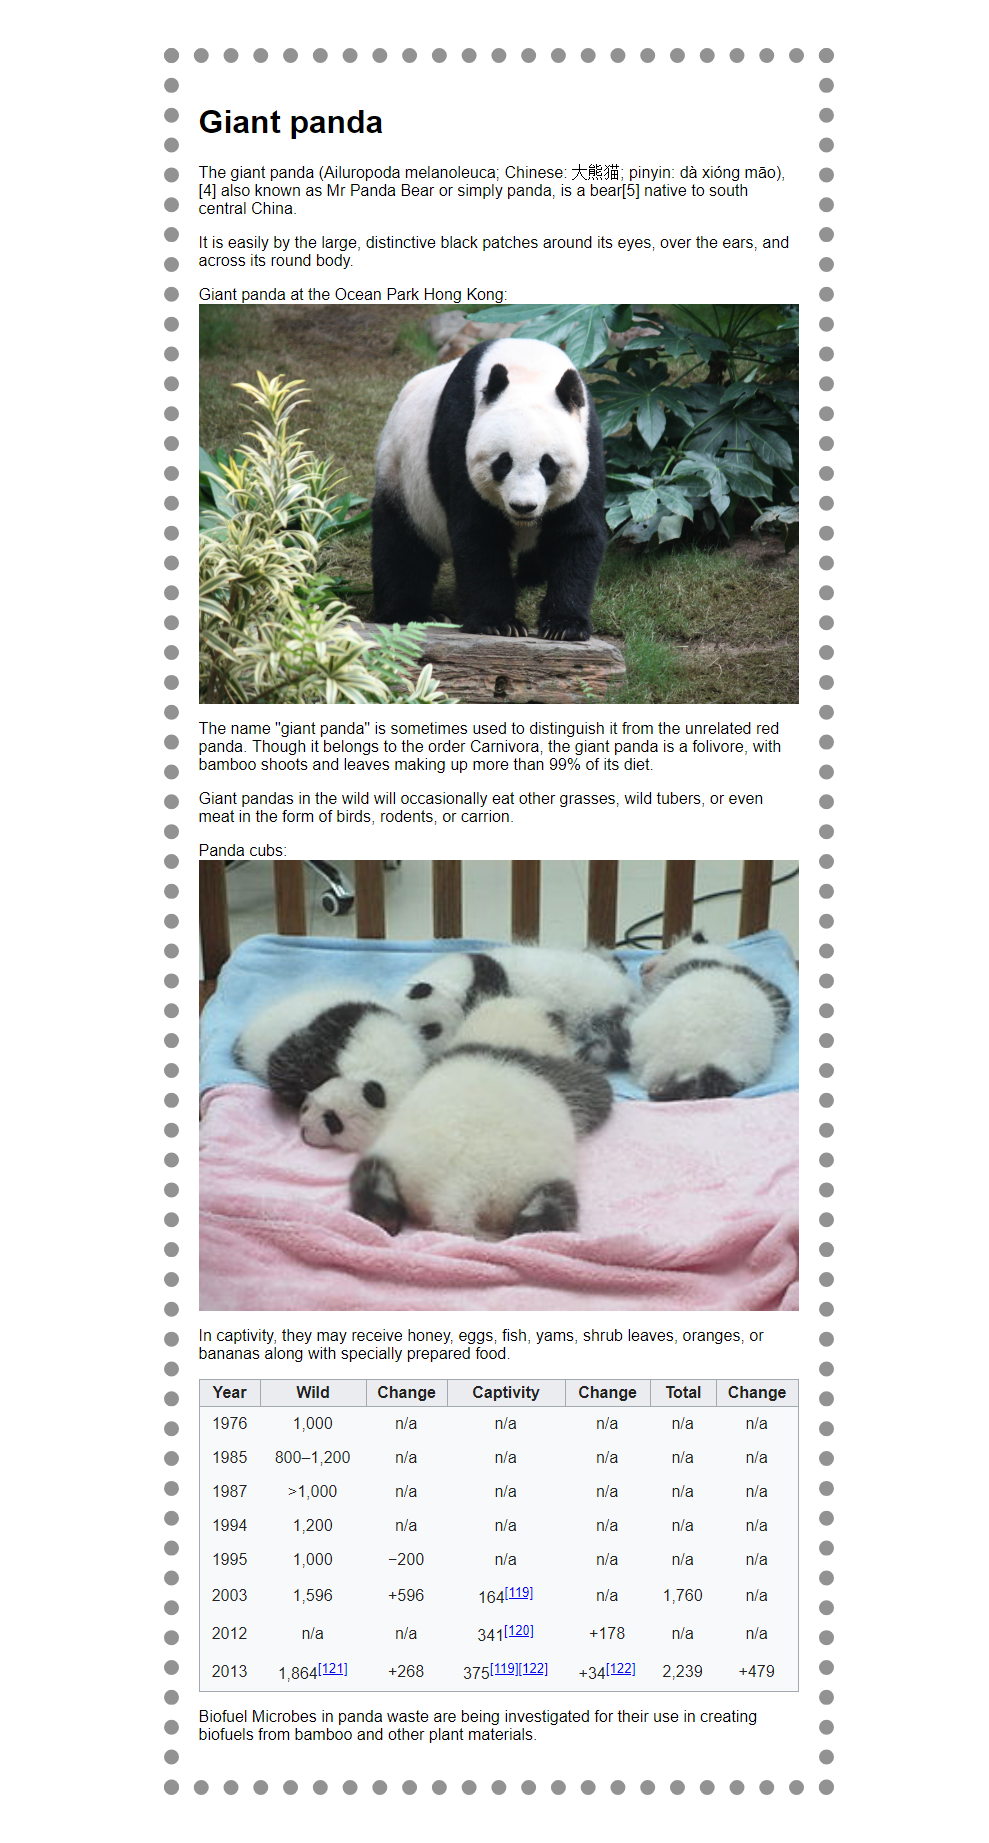 Giant panda
The giant panda (Ailuropoda melanoleuca; Chinese: 大熊猫; pinyin: dà xióng māo),
[4] also known as Mr Panda Bear or simply panda, is a bear[5] native to south
central China.
It is easily by the large, distinctive black patches around its eyes, over the ears, and
across its round body.
Giant panda at the Ocean Park Hong Kong:
The name "giant panda" is sometimes used to distinguish it from the unrelated red
panda. Though it belongs to the order Carnivora, the giant panda is a folivore, with
bamboo shoots and leaves making up more than 99% of its diet.
Giant pandas in the wild will occasionally eat other grasses, wild tubers, or even
meat in the form of birds, rodents, or carrion.
Panda cubs:
In captivity, they may receive honey, eggs, fish, yams, shrub leaves, oranges, or
bananas along with specially prepared food.
Year Wild Change Captivity Change Total Change
1976 1,000 n/a n/a n/a n/a n/a
1985 800–1,200 n/a n/a n/a n/a n/a
1987 >1,000 n/a n/a n/a n/a n/a
1994 1,200 n/a n/a n/a n/a n/a
1995 1,000 −200 n/a n/a n/a n/a
2003 1,596 +596 164[119] n/a 1,760 n/a
2012 n/a n/a 341[120] +178 n/a n/a
2013 1,864[121] +268 375[119][122] +34[122] 2,239 +479
Biofuel Microbes in panda waste are being investigated for their use in creating
biofuels from bamboo and other plant materials.